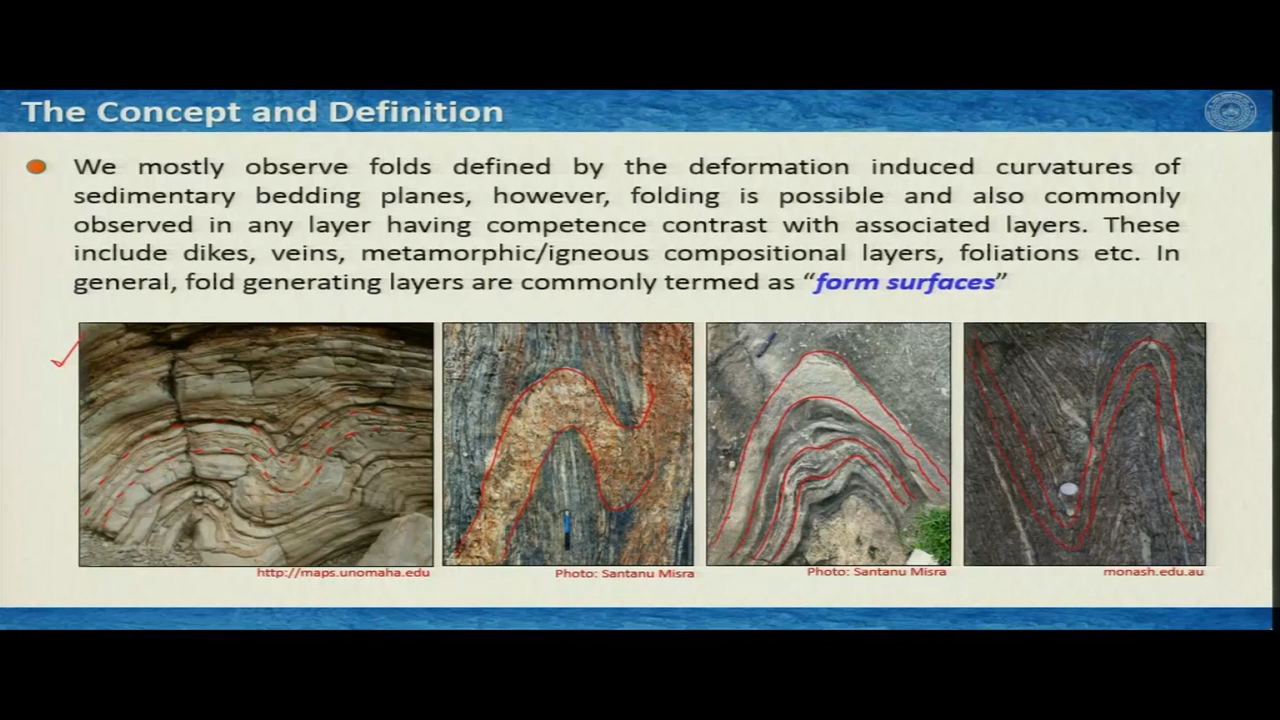 The Concept and Definition
We mostly observe folds defined by the deformation induced curvatures of
sedimentary bedding planes, however, folding is possible and also commonly
observed in any layer having competence contrast with associated layers. These
include dikes, veins, metamorphic/igneous compositional layers, foliations etc. In
general, fold generating layers are commonly termed as “form surfaces”
http://maps.unomaha.edu
Photo: Santanu Misra
Photo: Santanu Misra
monash.edu.au